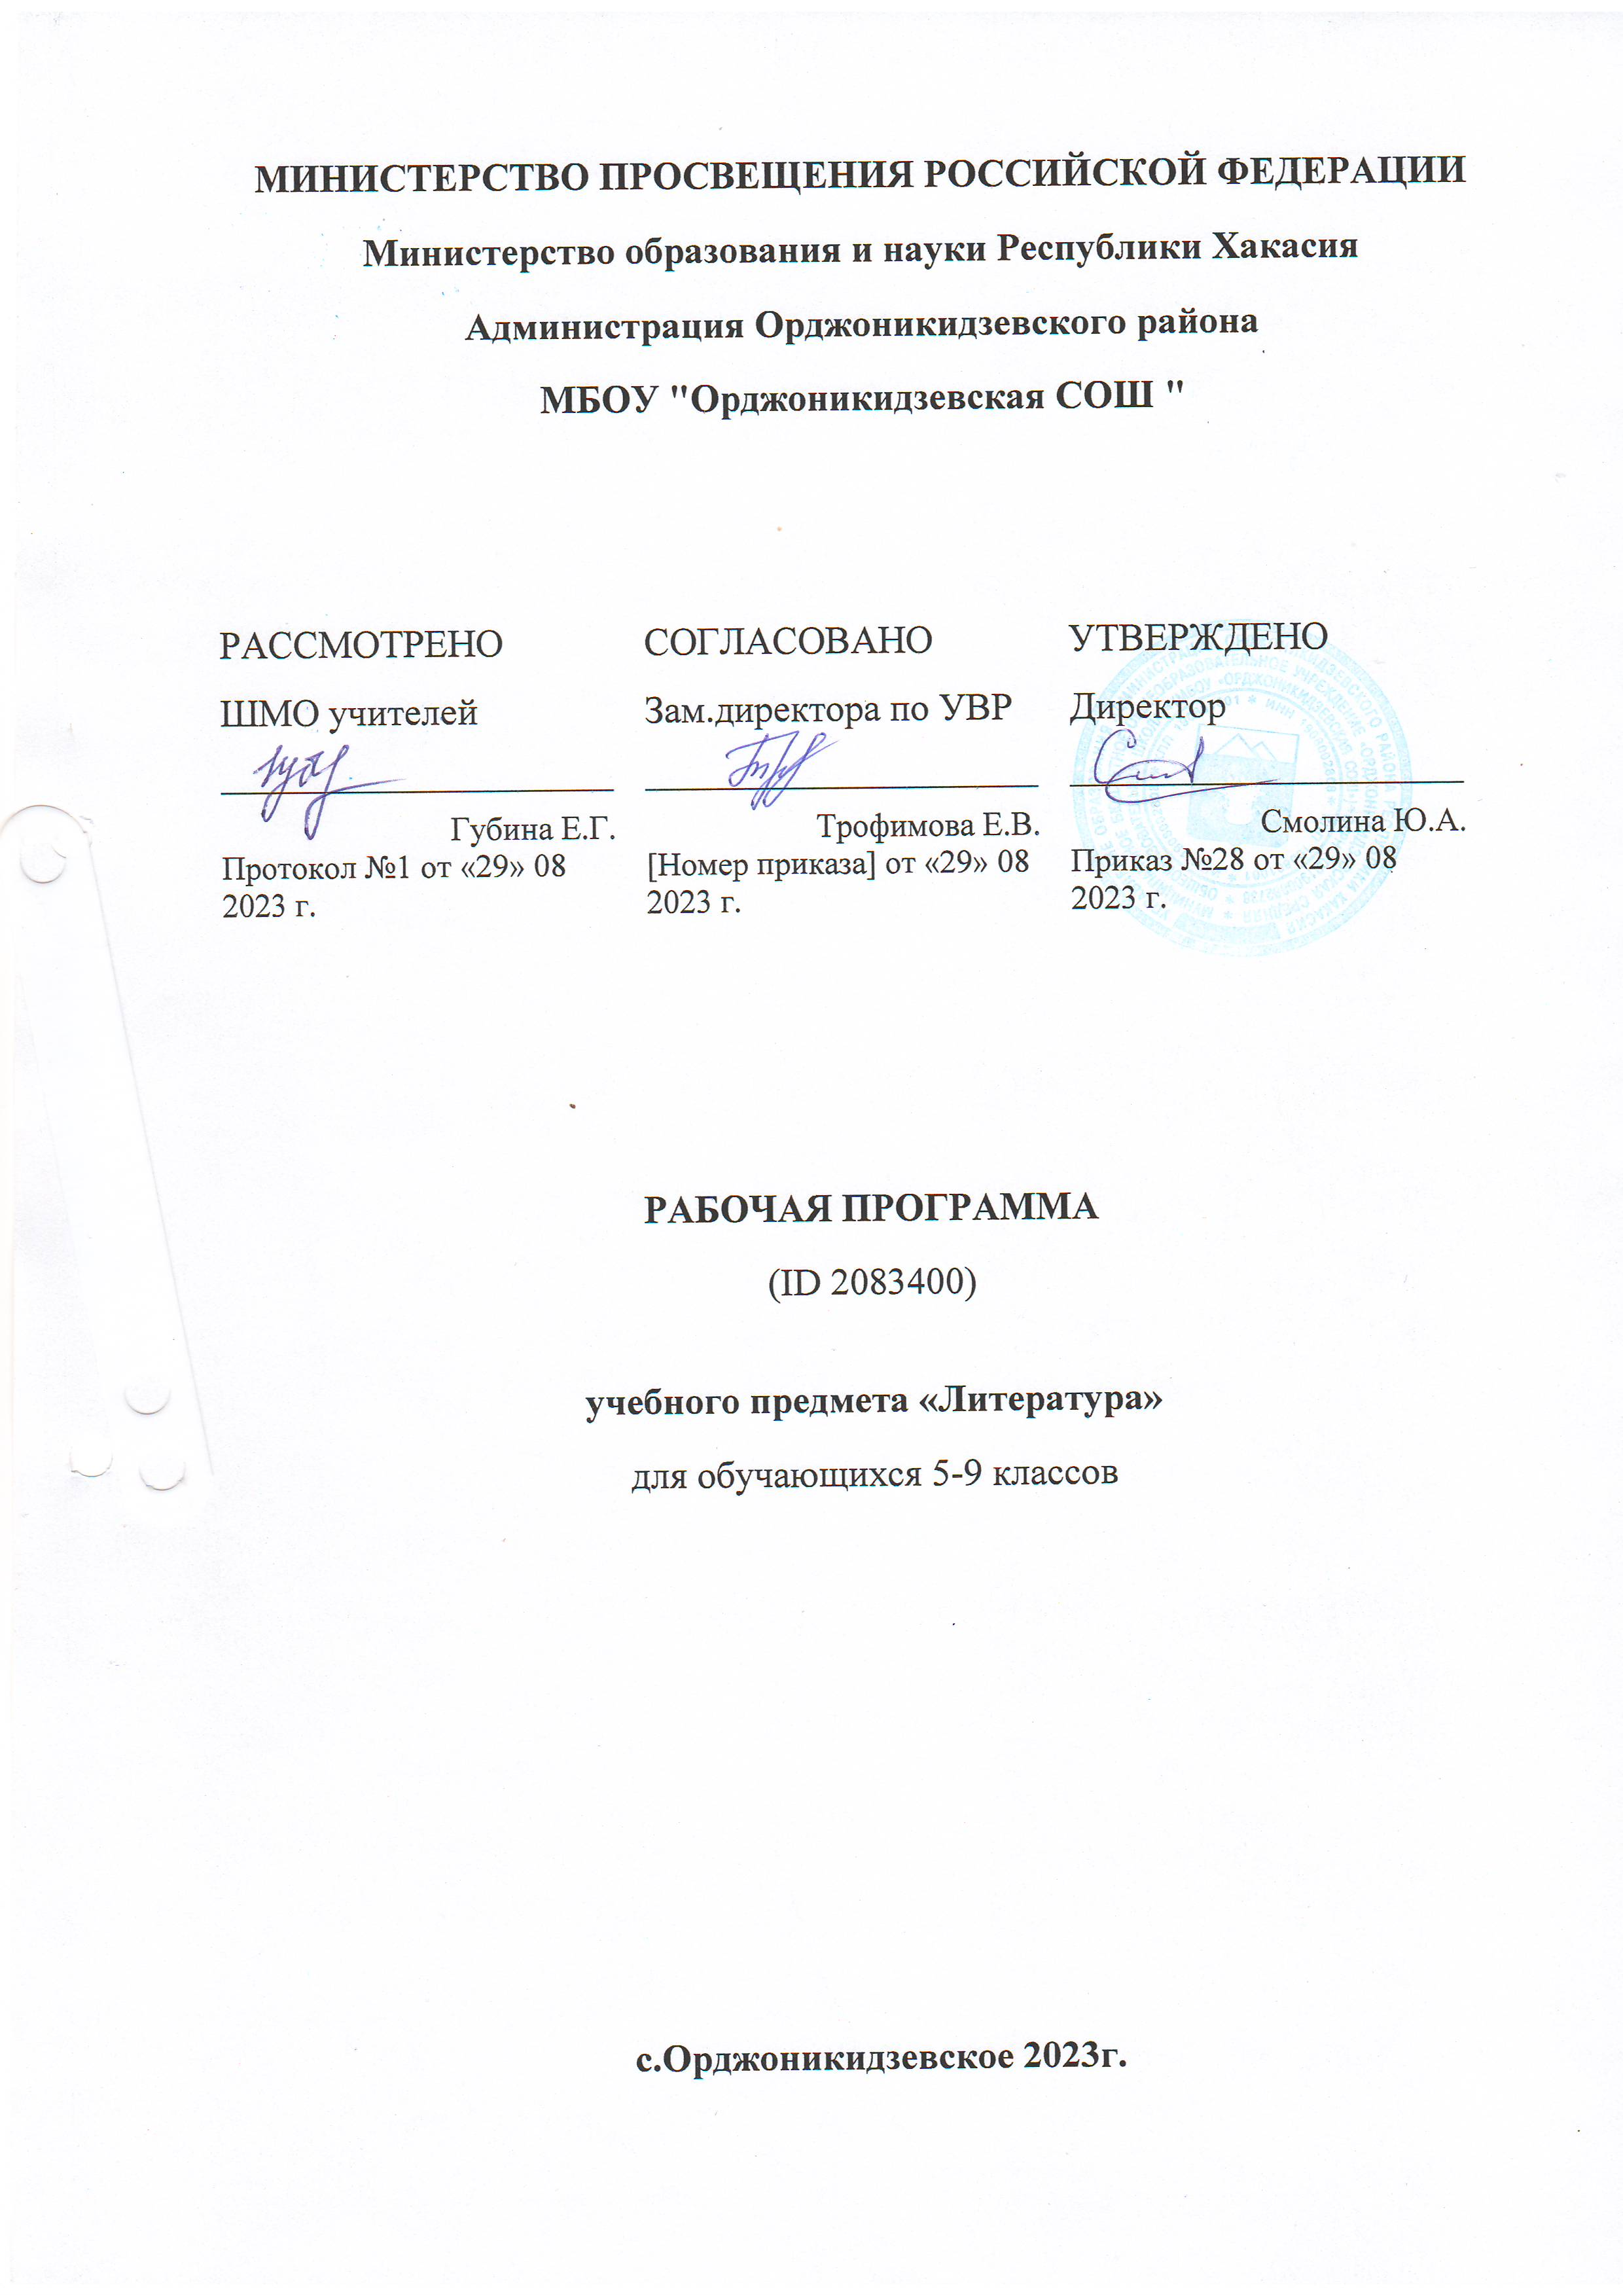 МИНИСТЕРСТВО ПРОСВЕЩЕНИЯ РОССИЙСКОЙ ФЕДЕРАЦИИ
Министерство образования и науки Республики Хакасия
Администрация Орджоникидзевского района
МБОУ "Орджоникидзевская СОШ "
РАССМОТРЕНО
ШМО учителей
Губина Е.Г.
Протокол №1 от «29» 08
2023 г.
СОГЛАСОВАНО
Зам.директора по УВР
Трофимова Е.В.
[Номер приказа] от «29» 08
2023 г.
УТВЕРЖДЕНО
Директор
Смолина Ю.А.
Приказ №28 от «29» 08
2023 г.
РАБОЧАЯ ПРОГРАММА
(ID 2083400)
учебного предмета «Литература»
для обучающихся 5-9 классов
с.Орджоникидзевское 2023г.